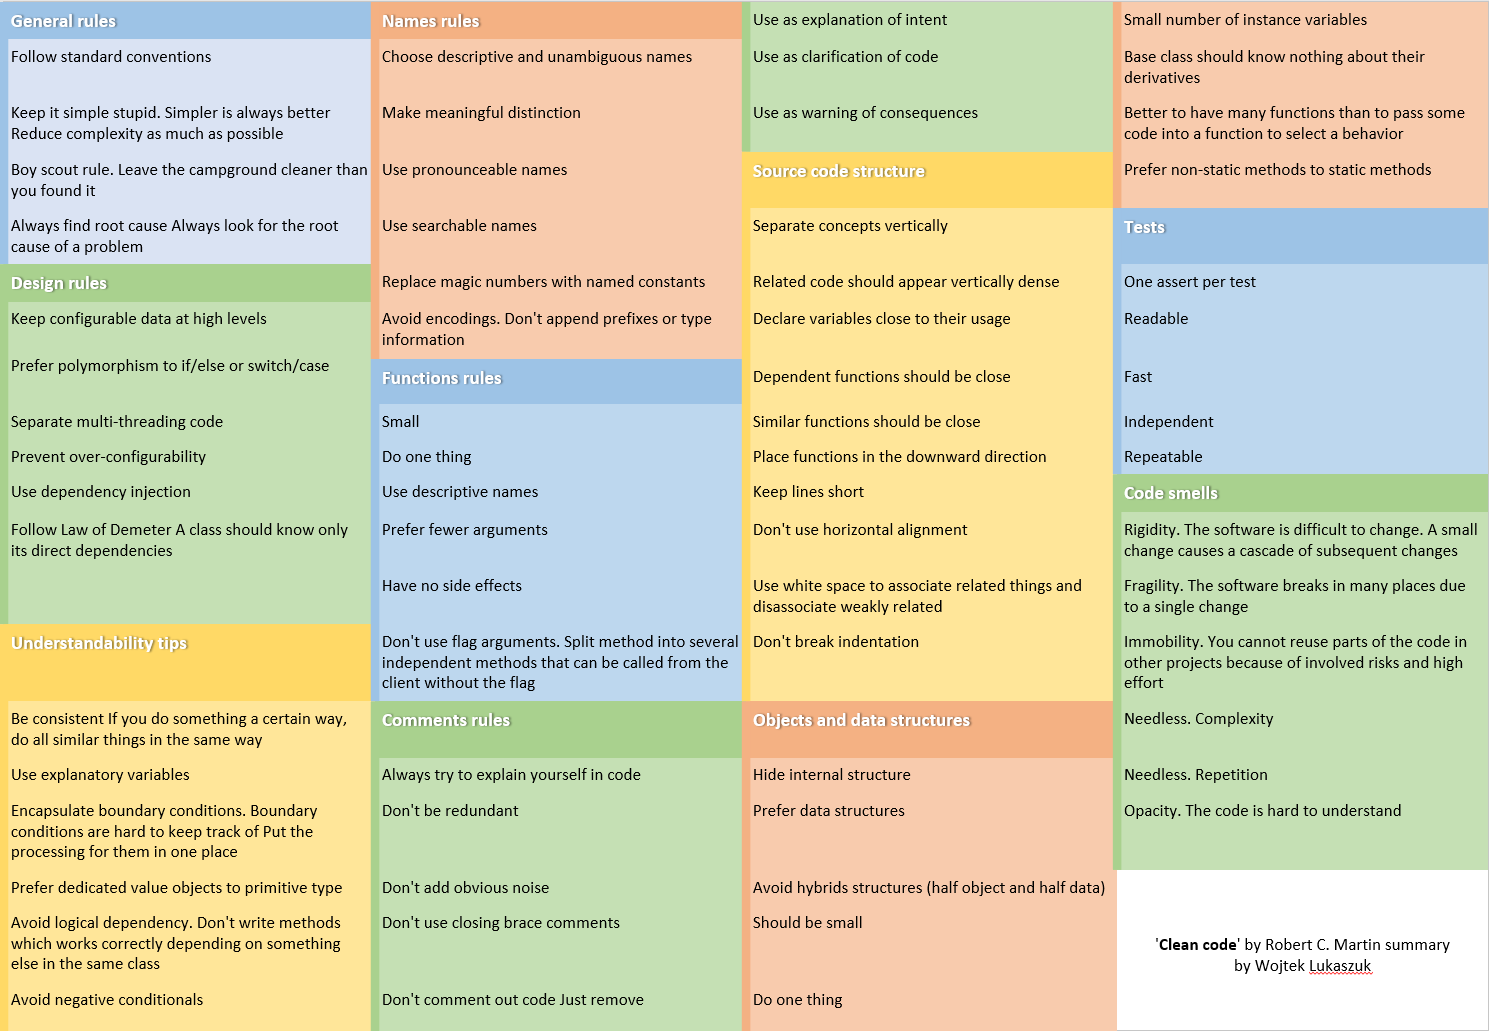 General rules
Follow standard conventions
Keep it simple stupid. Simpler is always better
Reduce complexity as much as possible
Boy scout rule. Leave the campground cleaner than
you found it
Always find root cause Always look for the root
cause of a problem
Design rules
Keep configurable data at high levels
Prefer polymorphism to if/else or switch/case
Separate multi-threading code
Prevent over-configurability
Use dependency injection
Follow Law of Demeter A class should know only
its direct dependencies
Understandability tips
Be consistent If you do something a certain way,
do all similar things in the same way
Use explanatory variables
Encapsulate boundary conditions. Boundary
conditions are hard to keep track of Put the
processing for them in one place
Prefer dedicated value objects to primitive type
Avoid logical dependency. Don't write methods
which works correctly depending on something
else in the same class
Avoid negative conditionals
Names rules
Choose descriptive and unambiguous names
Make meaningful distinction
Use pronounceable names
Use searchable names
Replace magic numbers with named constants
Avoid encodings. Don't append prefixes or type
information
Functions rules
Small
Do one thing
Use descriptive names
Prefer fewer arguments
Have no side effects
Don't use flag arguments. Split method into several
independent methods that can be called from the
client without the flag
Comments rules
Always try to explain yourself in code
Don't be redundant
Don't add obvious noise
Don't use closing brace comments
Don't comment out code Just remove
Use as explanation of intent
Use as clarification of code
Use as warning of consequences
Source code structure
Separate concepts vertically
Related code should appear vertically dense
Declare variables close to their usage
Dependent functions should be close
Similar functions should be close
Place functions in the downward direction
Keep lines short
Don't use horizontal alignment
Use white space to associate related things and
disassociate weakly related
Don't break indentation
Objects and data structures
Hide internal structure
Prefer data structures
Avoid hybrids structures (half object and half data)
Should be small
Do one thing
Small number of instance variables
Base class should know nothing about their
derivatives
Better to have many functions than to pass some
code into a function to select a behavior
Prefer non-static methods to static methods
Tests
One assert per test
Readable
Fast
Independent
Repeatable
Code smells
Rigidity. The software is difficult to change. A small
change causes a cascade of subsequent changes
Fragility. The software breaks in many places due
to a single change
Immobility. You cannot reuse parts of the code in
other projects because of involved risks and high
effort
Needless. Complexity
Needless. Repetition
Opacity. The code is hard to understand
'Clean code' by Robert C. Martin summary
by Wojtek Lukaszuk